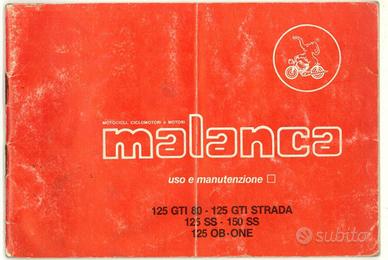 MOTOCICLI, CICLOMOTORI e MOTORI
malanca
uso e manutenzione
125 GTI 80 - 125 GTI STRADA
125 SS - 150 SS
125 OB-ONE
subito